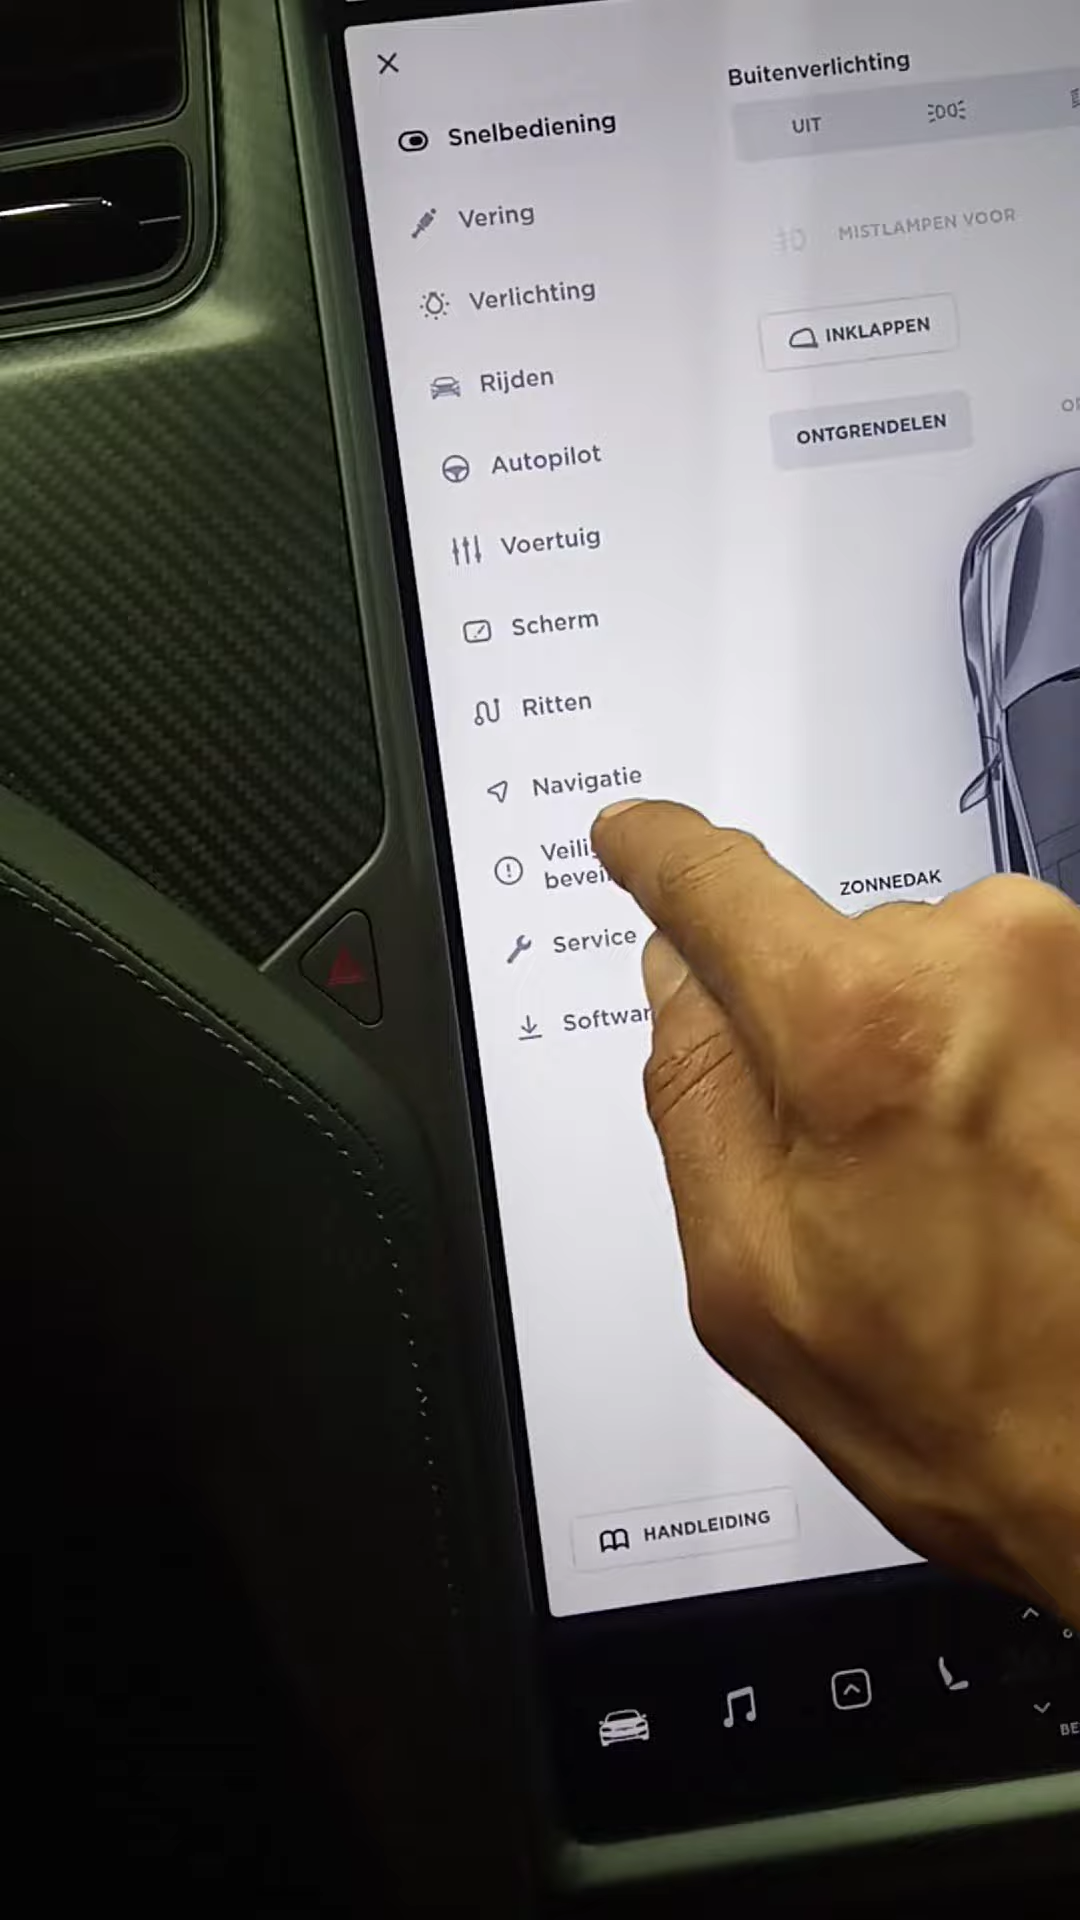 Snelbediening
Vering
Verlichting
Rijden
Autopilot
Voertuig
Scherm
Ritten
Navigatie
Service
HANDLEIDING
Buitenverlichting
UIT
MISTLAMPEN VOOR
INKLAPPEN
ONTGRENDELEN
ZONNEDAK